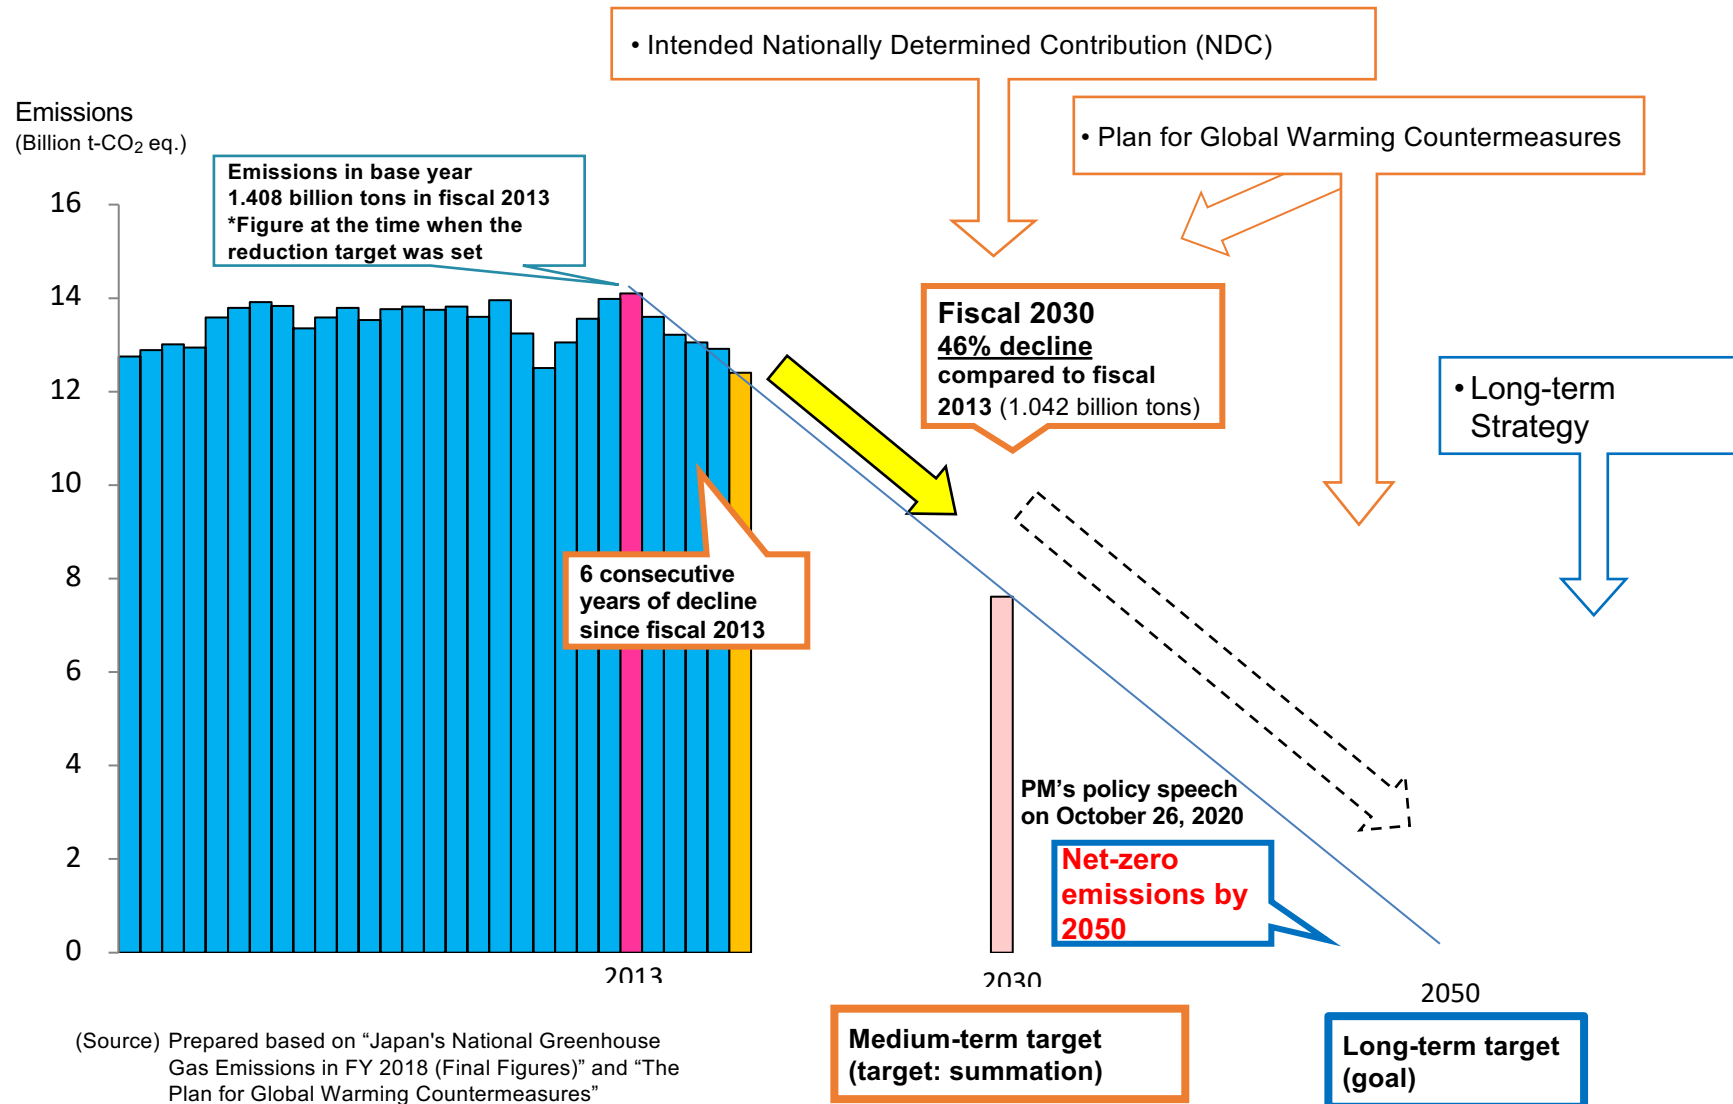 • Intended Nationally Determined Contribution (NDC)
• Plan for Global Warming Countermeasures
Emissions
(Billion t-CO2 eq.)
Emissions in base year
1.408 billion tons in fiscal 2013
*Figure at the time when the
reduction target was set
16
14
12
10
8
6
4
2
0
Fiscal 2030
46% decline
compared to fiscal
2013 (1.042 billion tons)
• Long-term
Strategy
6 consecutive
years of decline
since fiscal 2013
PM’s policy speech
on October 26, 2020
Net-zero
emissions by
2050
2013
2030
2050
Medium-term target
(target: summation)
Long-term target
(goal)
(Source) Prepared based on “Japan's National Greenhouse
Gas Emissions in FY 2018 (Final Figures)” and “The
Plan for Global Warming Countermeasures”